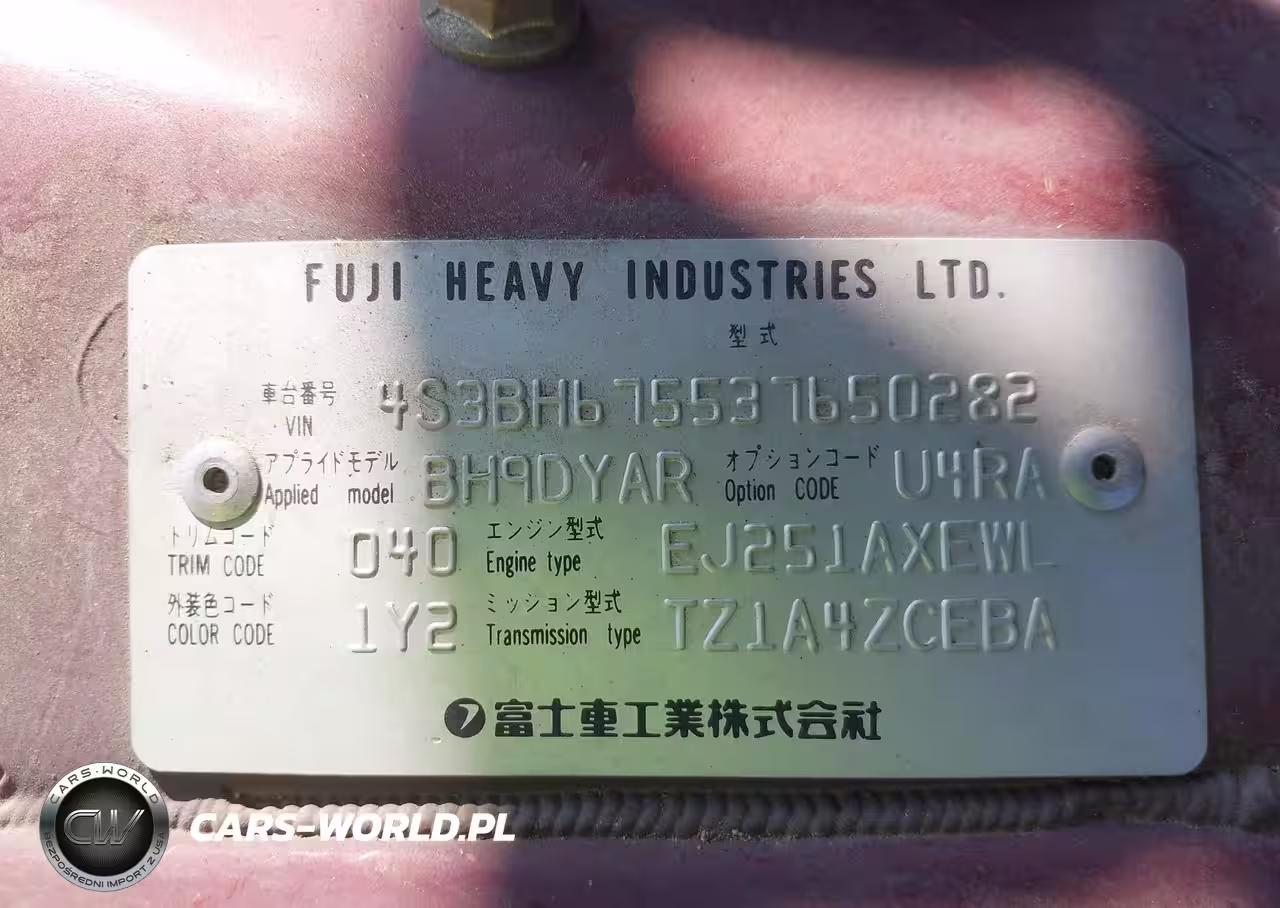 FUJI HEAVY INDUSTRIES LTD.
型式
車台番号 4S3BH675537650282
VIN
アプライドモデル BH9DYAR オプションコード U4RA
Applied model Option CODE
トリムコード 040 エンジン型式 EJ251AXEWL
TRIM CODE Engine type
外装色コード 1Y2 ミッション型式 TZ1A4ZCEBA
COLOR CODE Transmission type
富士重工業株式会社
CARS-WORLD
CW
BEZPOŚREDNI IMPORT Z USA
CARS-WORLD.PL